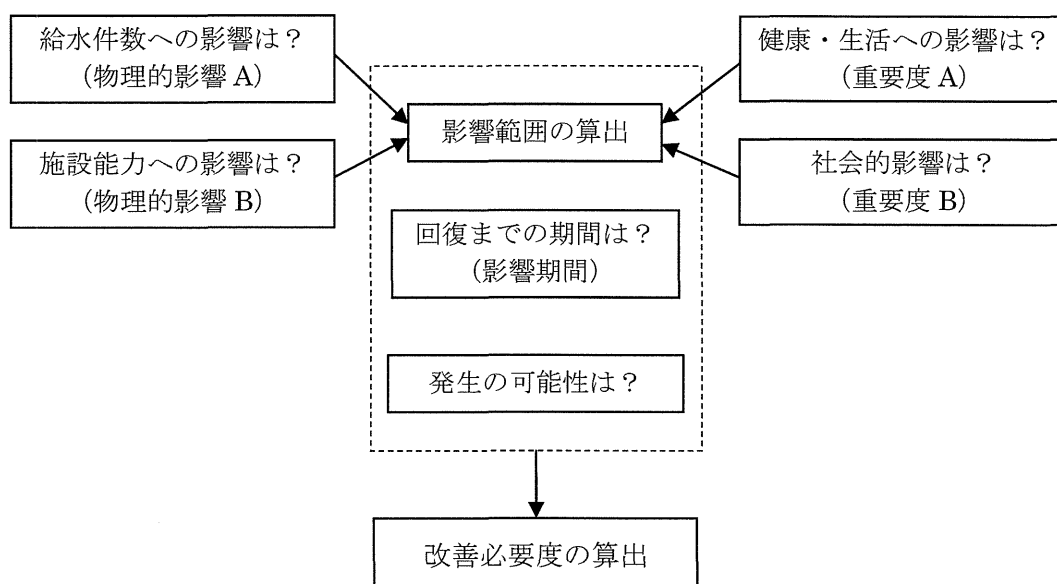 給水件数への影響は？
（物理的影響 A）
施設能力への影響は？
（物理的影響 B）
健康・生活への影響は？
（重要度 A）
社会的影響は？
（重要度 B）
影響範囲の算出
回復までの期間は？
（影響期間）
発生の可能性は？
改善必要度の算出